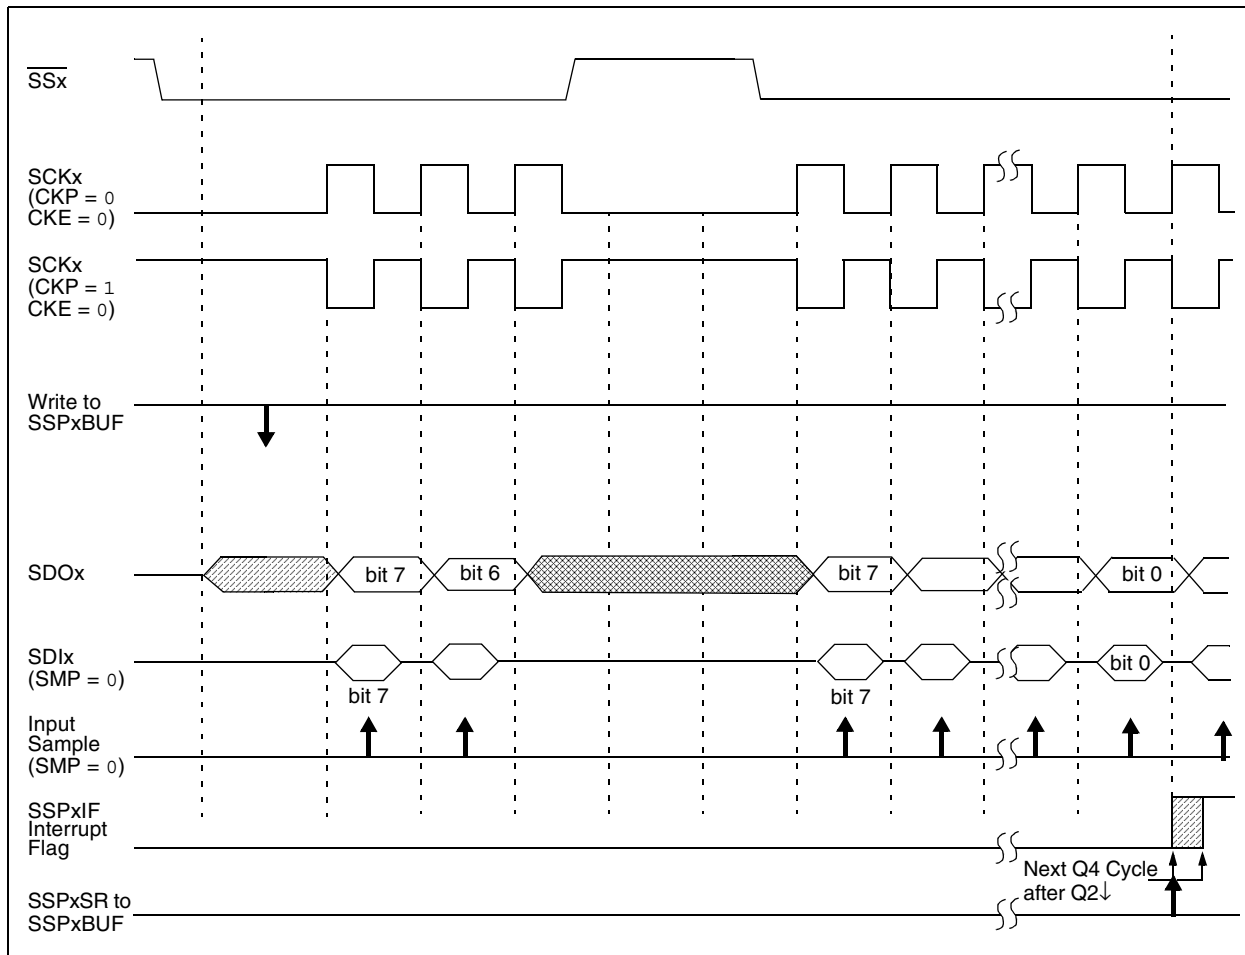 SSx
SCKx
(CKP = 0
CKE = 0)
SCKx
(CKP = 1
CKE = 0)
Write to
SSPxBUF
SDOx
bit 7
bit 6
bit 7
bit 0
SDIx
(SMP = 0)
bit 7
bit 7
bit 0
Input
Sample
(SMP = 0)
SSPxIF
Interrupt
Flag
Next Q4 Cycle
after Q2↓
SSPxSR to
SSPxBUF